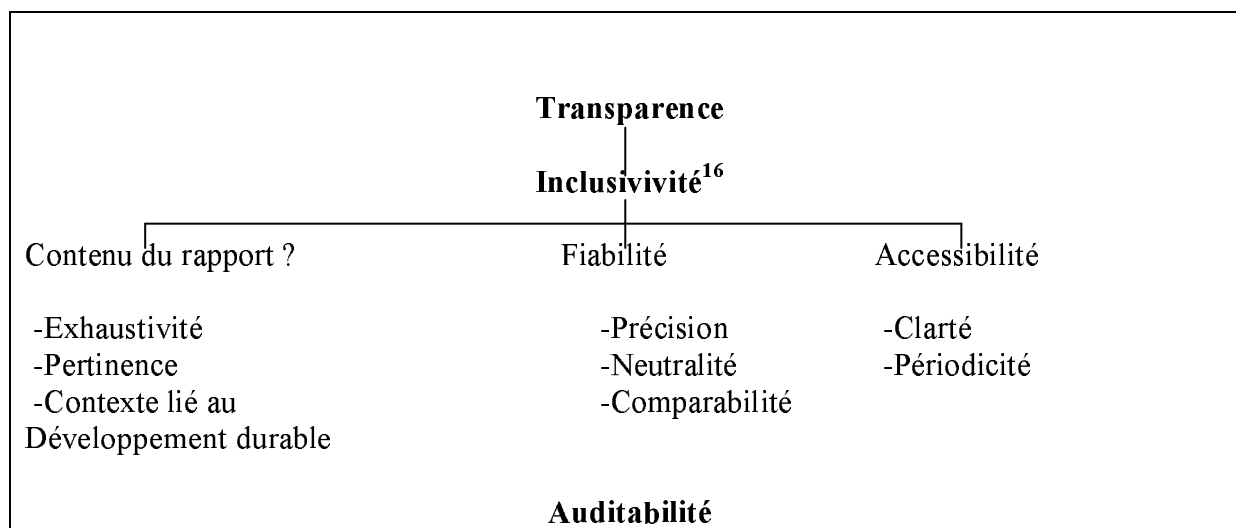 Transparence
Inclusivivité16
Contenu du rapport ? Fiabilité Accessibilité
-Exhaustivité -Précision -Clarté
-Pertinence -Neutralité -Périodicité
-Contexte lié au -Comparabilité
Développement durable
Auditabilité